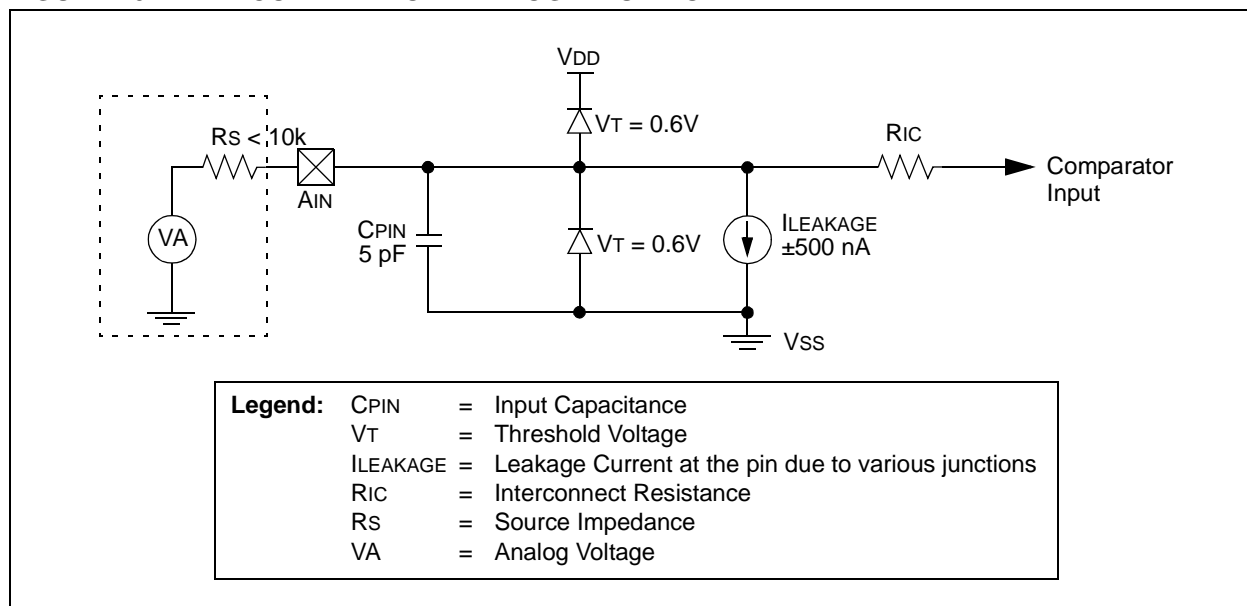 VDD
VT = 0.6V
RS < 10k
RIC
AIN
Comparator
Input
VA
CPIN
5 pF
VT = 0.6V
ILEAKAGE
±500 nA
VSS
Legend: CPIN = Input Capacitance
VT = Threshold Voltage
ILEAKAGE = Leakage Current at the pin due to various junctions
RIC = Interconnect Resistance
RS = Source Impedance
VA = Analog Voltage